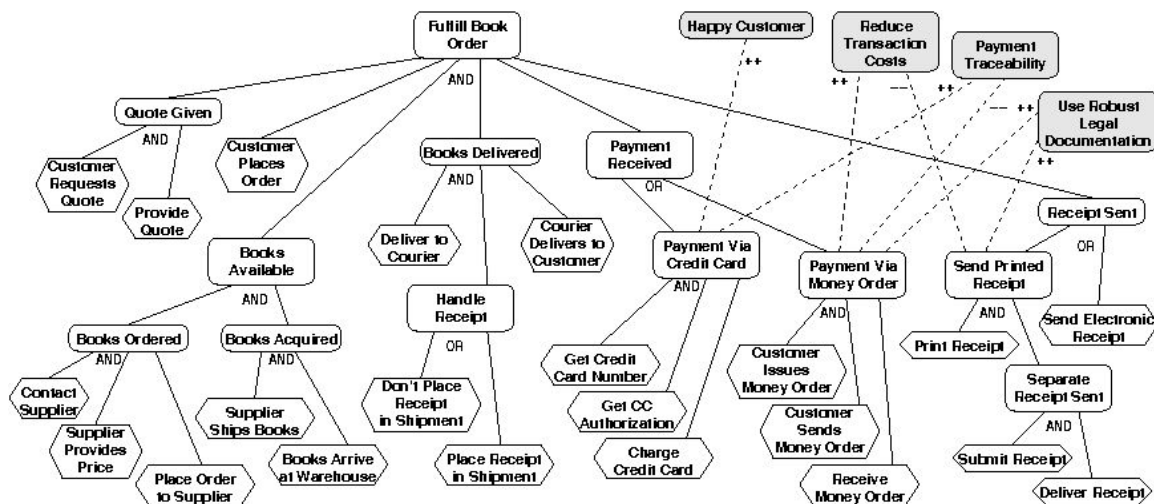 Fulfill Book
Order
Happy Customer
Reduce
Transaction
Costs
Payment
Traceability
Use Robust
Legal
Documentation
AND
++
++
--
++
--
++
++
Quote Given
AND
Customer
Requests
Quote
Provide
Quote
Customer
Places
Order
Books Delivered
AND
Payment
Received
OR
Receipt Sent
OR
Deliver to
Courier
Courier
Delivers to
Customer
Books
Available
AND
Handle
Receipt
OR
Payment Via
Credit Card
AND
Payment Via
Money Order
AND
Send Printed
Receipt
AND
Send Electronic
Receipt
Books Ordered
AND
Books Acquired
AND
Contact
Supplier
Supplier
Provides
Price
Place Order
to Supplier
Supplier
Ships Books
Books Arrive
at Warehouse
Don't Place
Receipt
in Shipment
Place Receipt
in Shipment
Get Credit
Card Number
Get CC
Authorization
Charge
Credit Card
Customer
Issues
Money Order
Customer
Sends
Money Order
Receive
Money Order
Print Receipt
Separate
Receipt Sent
AND
Submit Receipt
Deliver Receipt